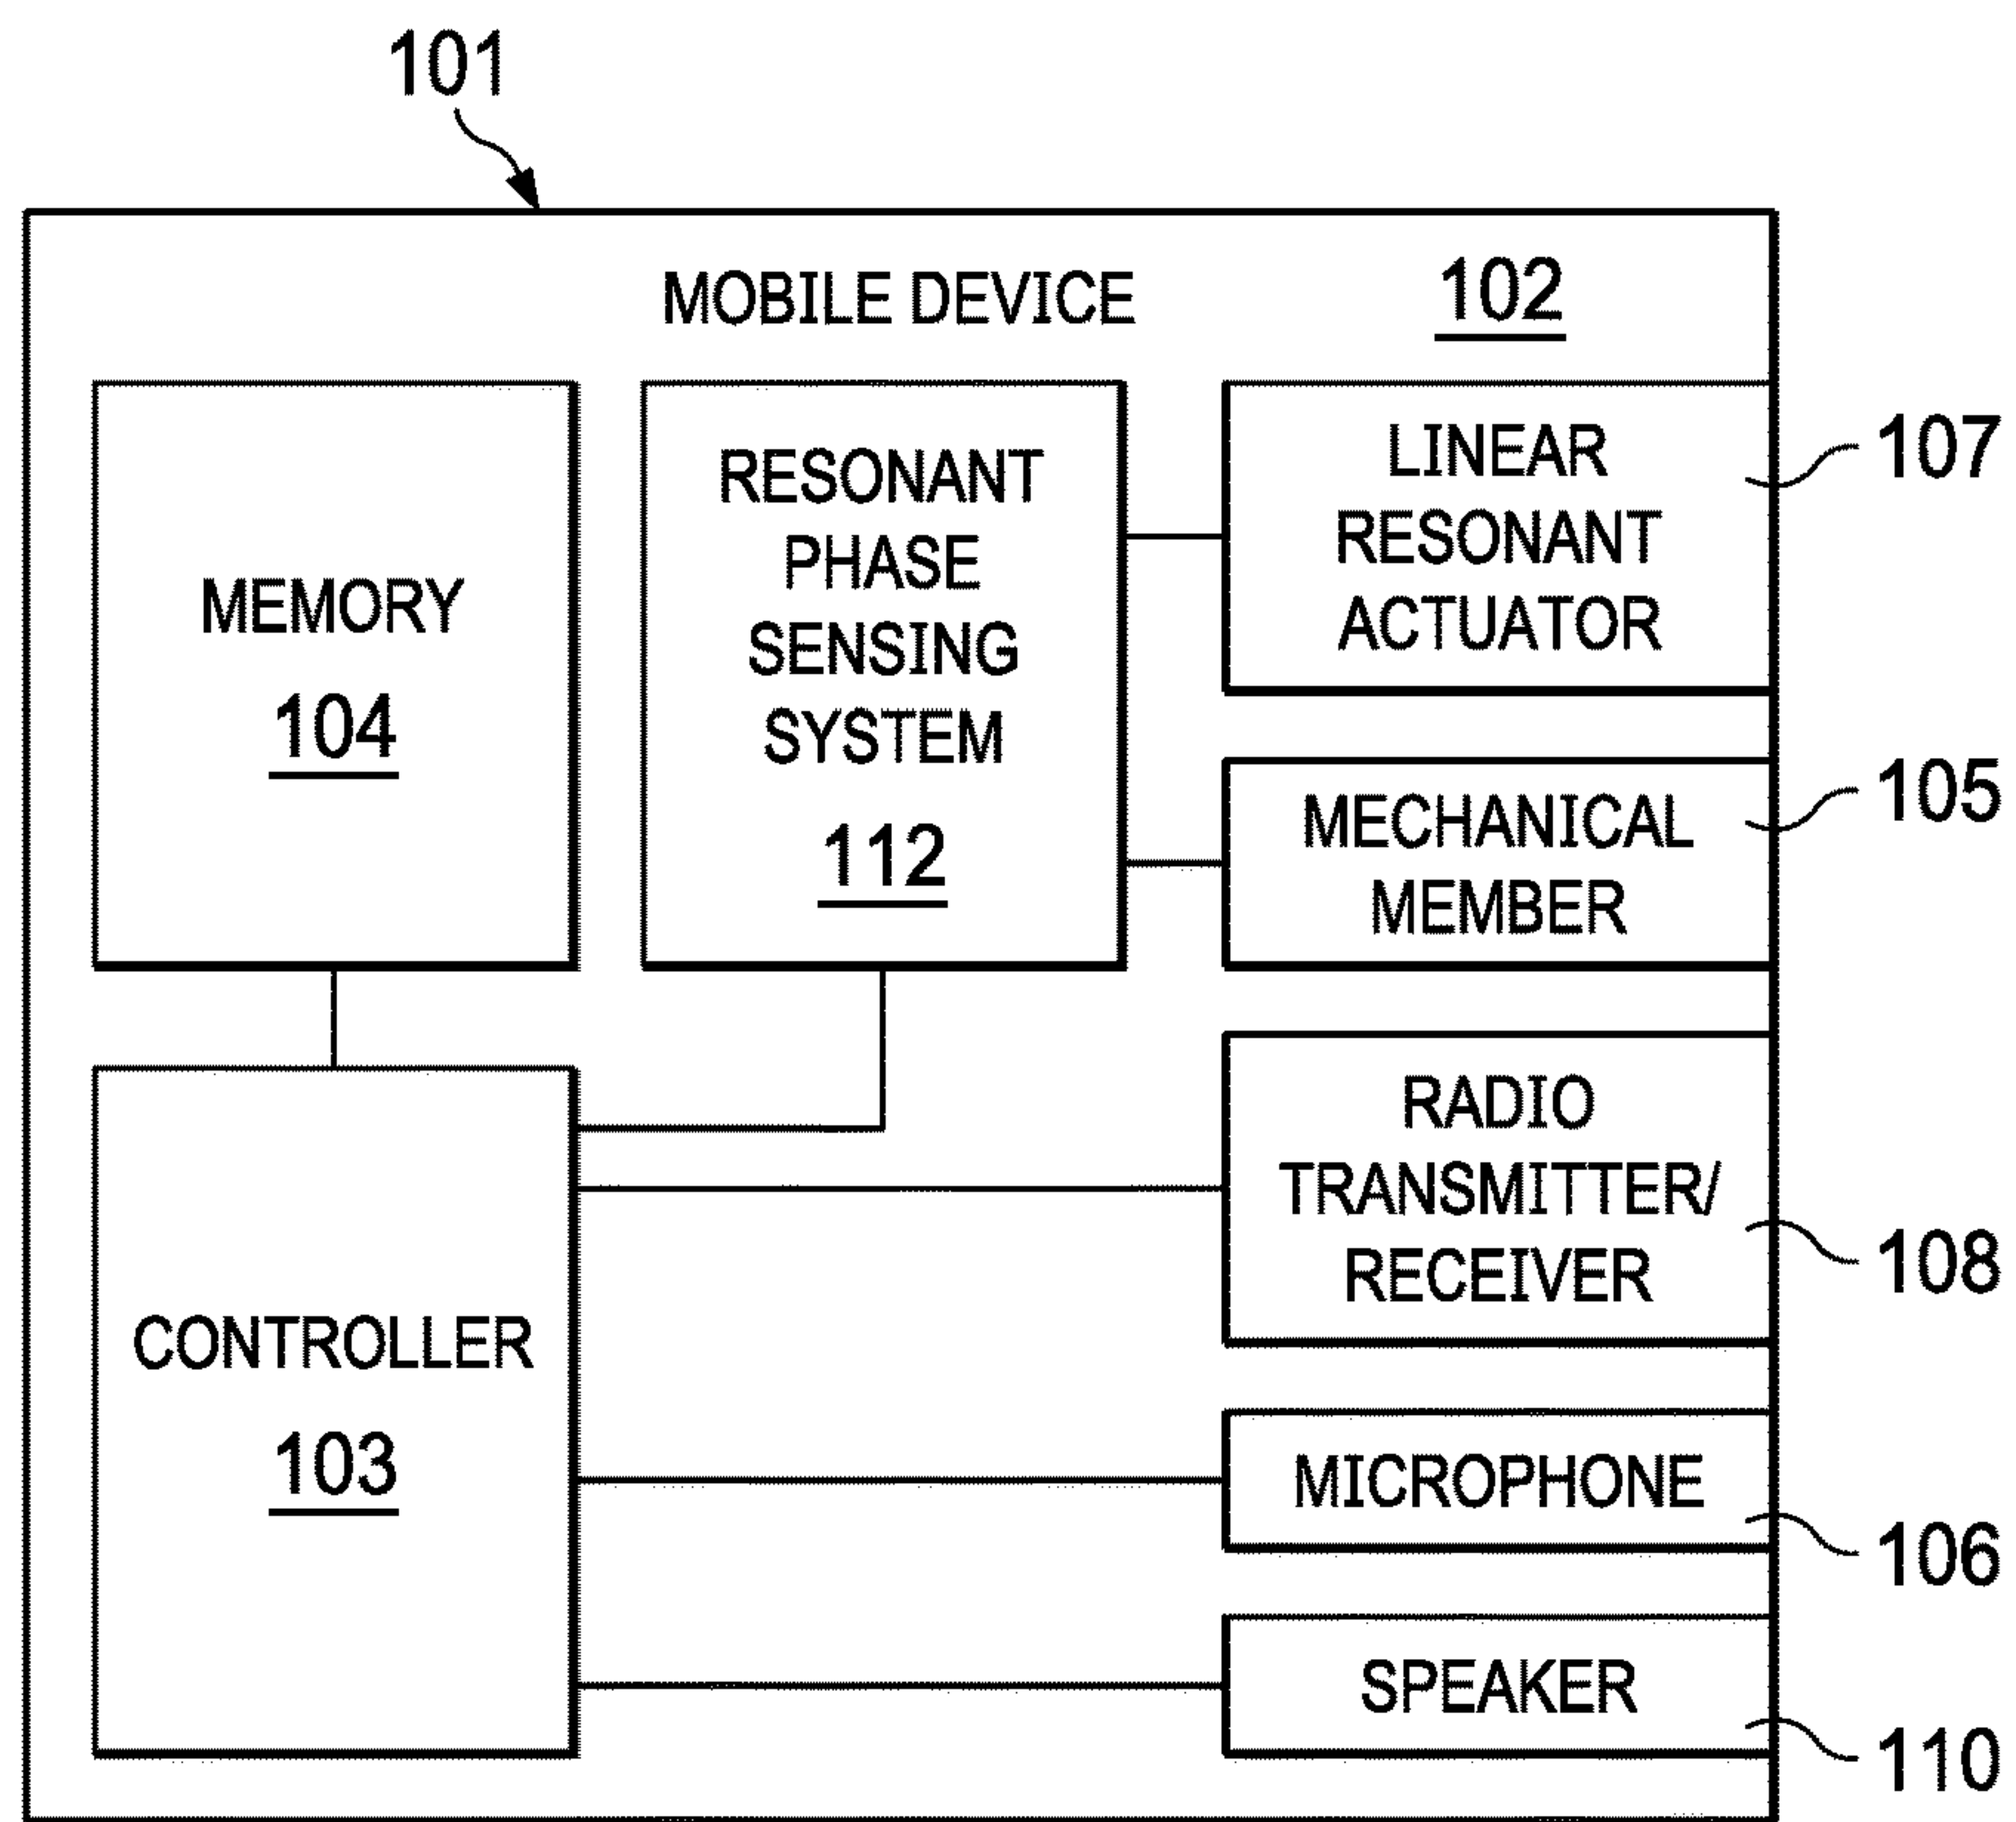 101
MOBILE DEVICE
102
MEMORY
104
RESONANT
PHASE
SENSING
SYSTEM
112
LINEAR
RESONANT
ACTUATOR
107
MECHANICAL
MEMBER
105
CONTROLLER
103
RADIO
TRANSMITTER/
RECEIVER
108
MICROPHONE
106
SPEAKER
110